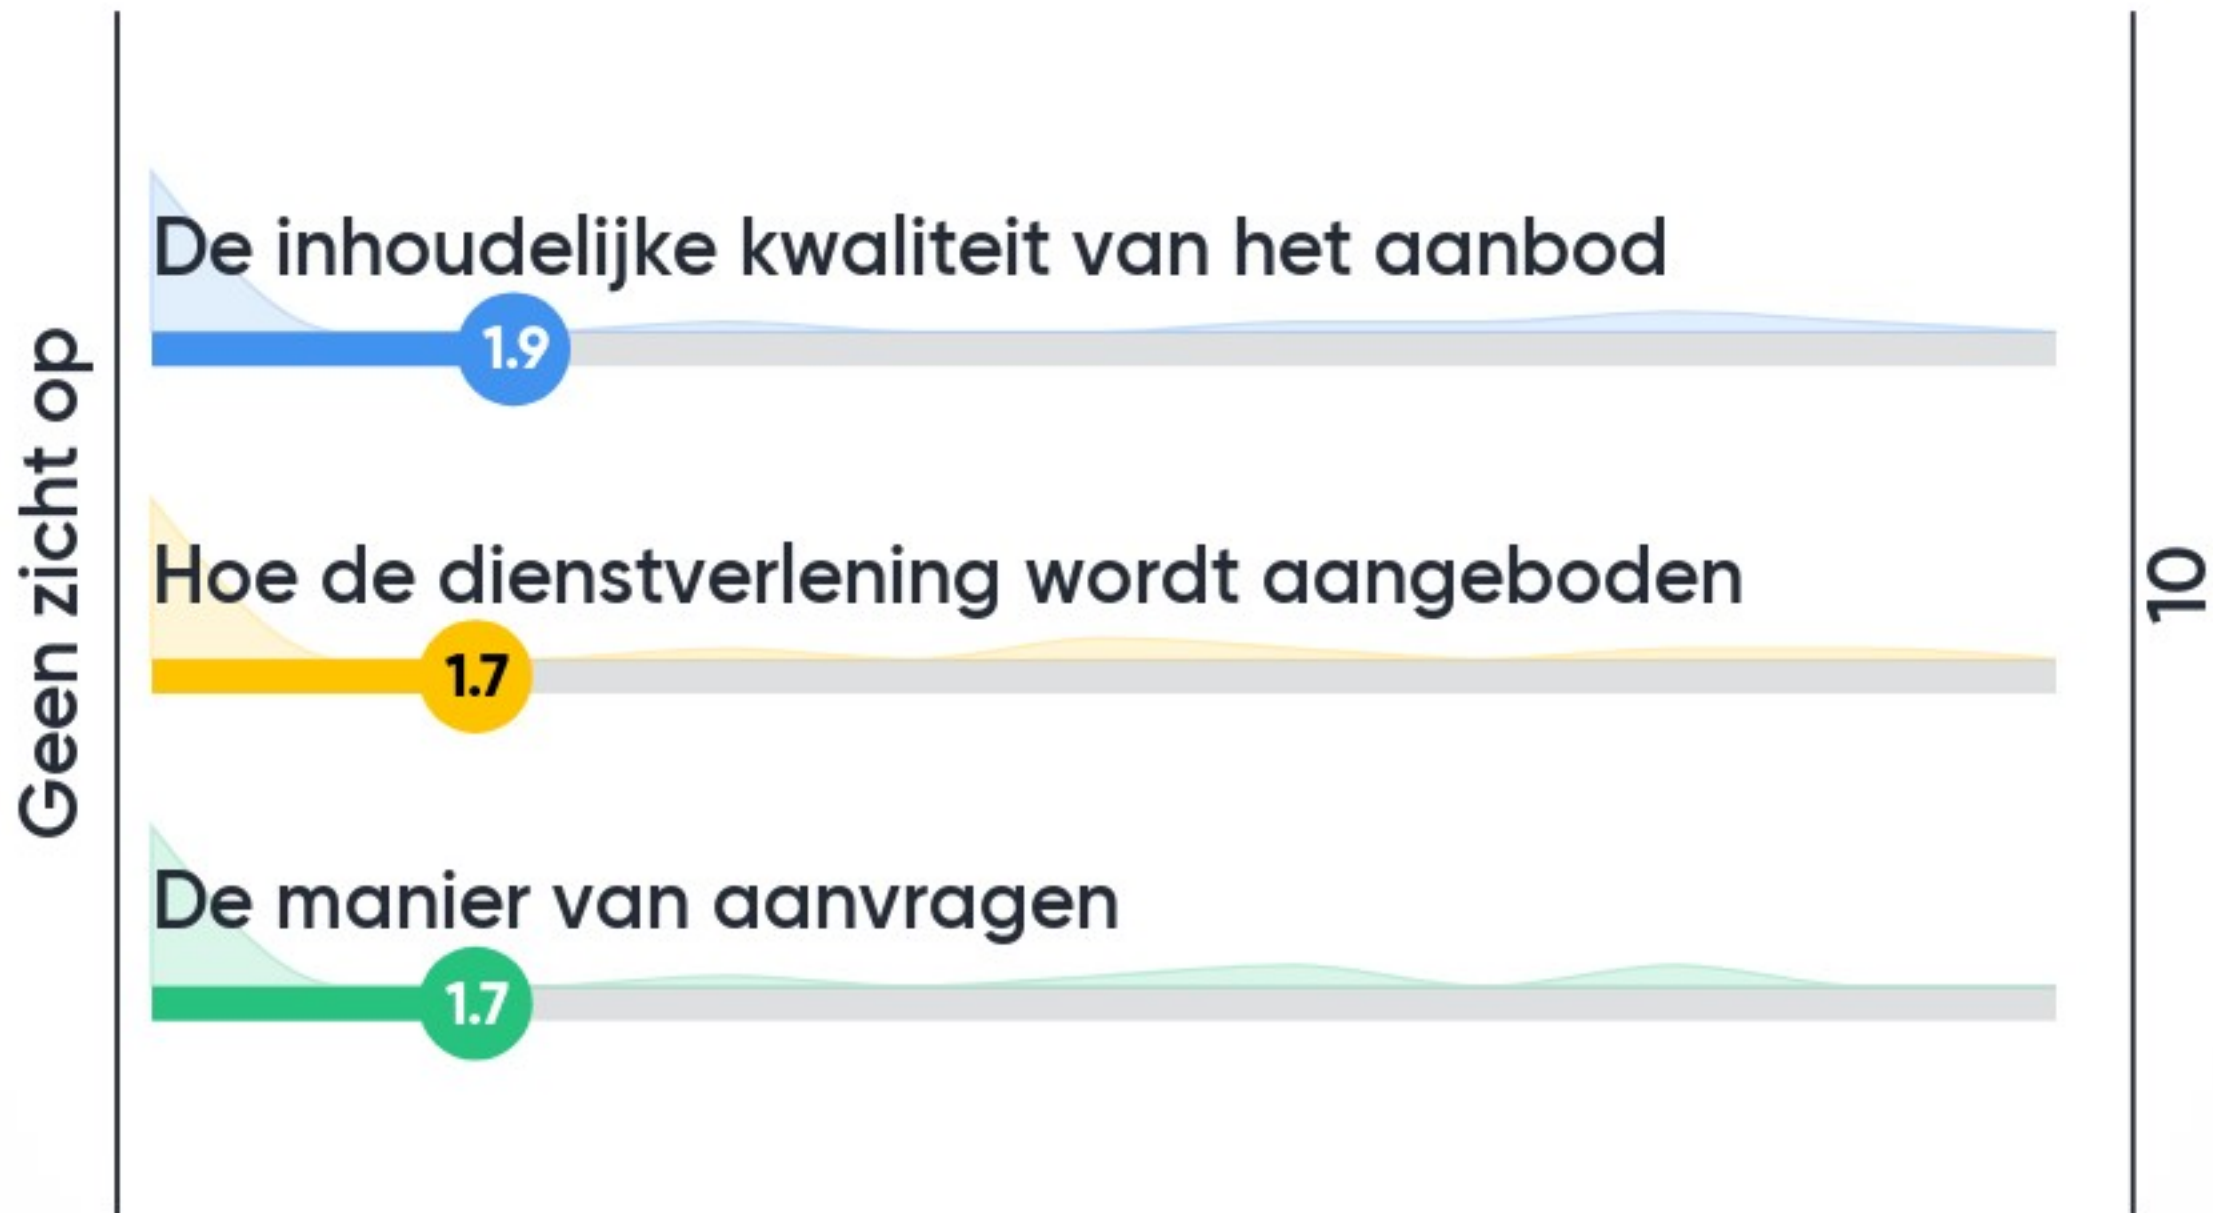 Geen zicht op
De inhoudelijke kwaliteit van het aanbod
1.9
Hoe de dienstverlening wordt aangeboden
1.7
De manier van aanvragen
1.7
10